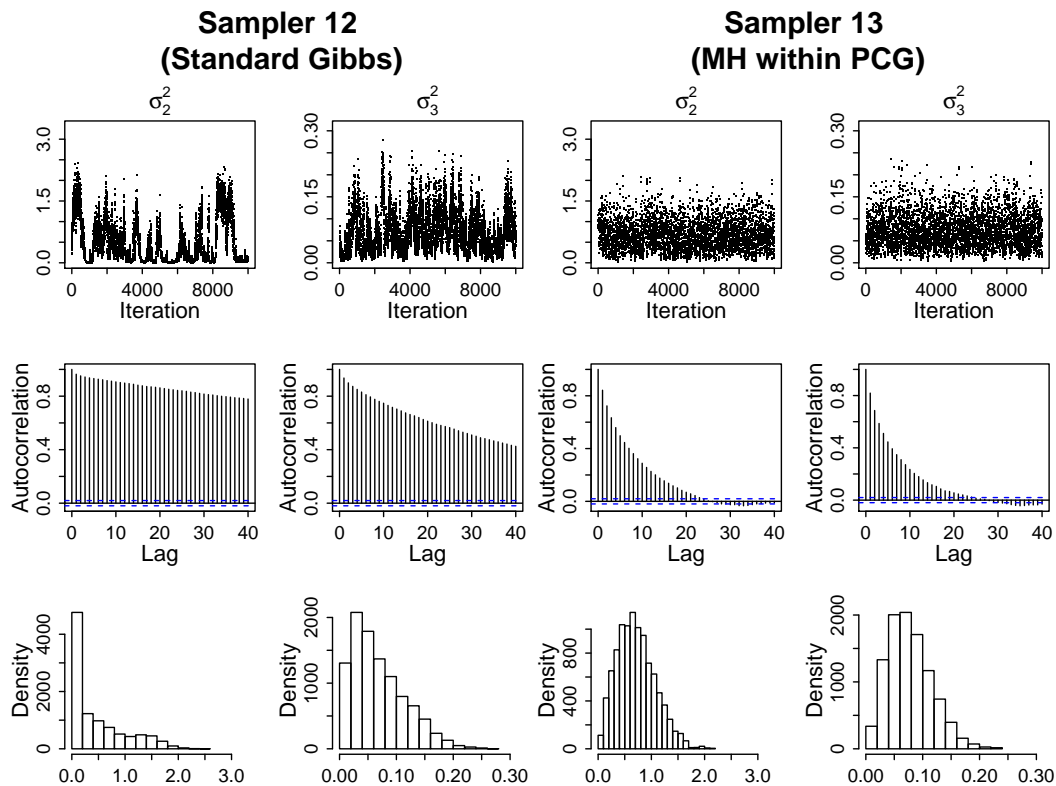 Sampler 12 Sampler 13
(Standard Gibbs) (MH within PCG)
σ₂² σ₃² σ₂² σ₃²
3.0 0.30 3.0 0.30
1.5 0.15 1.5 0.15
0.0 0.00 0.0 0.00
0 4000 8000 0 4000 8000 0 4000 8000 0 4000 8000
Iteration Iteration Iteration Iteration
Autocorrelation Autocorrelation Autocorrelation Autocorrelation
0.8 0.8 0.8 0.8
0.4 0.4 0.4 0.4
0.0 0.0 0.0 0.0
0 10 20 30 40 0 10 20 30 40 0 10 20 30 40 0 10 20 30 40
Lag Lag Lag Lag
Density Density Density Density
4000 2000 800 2000
2000 1000 400 1000
0 0 0 0
0.0 1.0 2.0 3.0 0.00 0.10 0.20 0.30 0.0 1.0 2.0 3.0 0.00 0.10 0.20 0.30